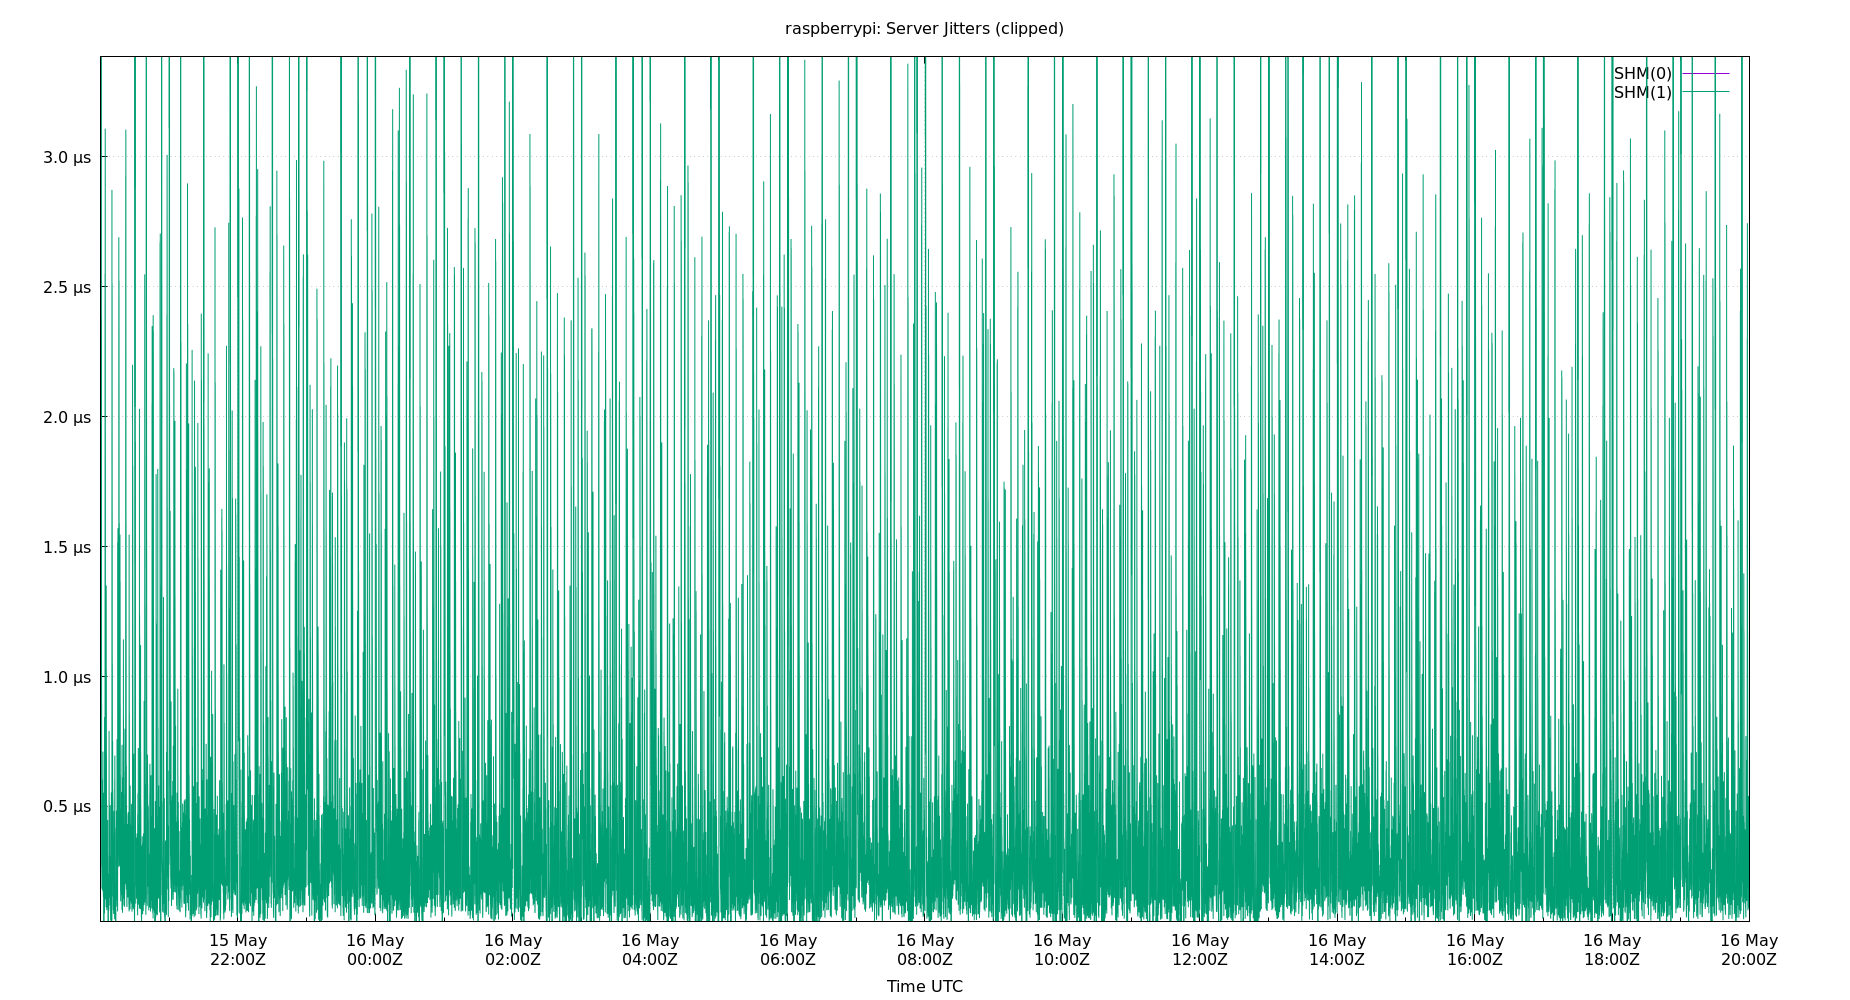 raspberrypi: Server Jitters (clipped)
SHM(0)
SHM(1)
3.0 μs
2.5 μs
2.0 μs
1.5 μs
1.0 μs
0.5 μs
15 May 16 May 16 May 16 May 16 May 16 May 16 May 16 May 16 May 16 May 16 May 16 May
22:00Z 00:00Z 02:00Z 04:00Z 06:00Z 08:00Z 10:00Z 12:00Z 14:00Z 16:00Z 18:00Z 20:00Z
Time UTC